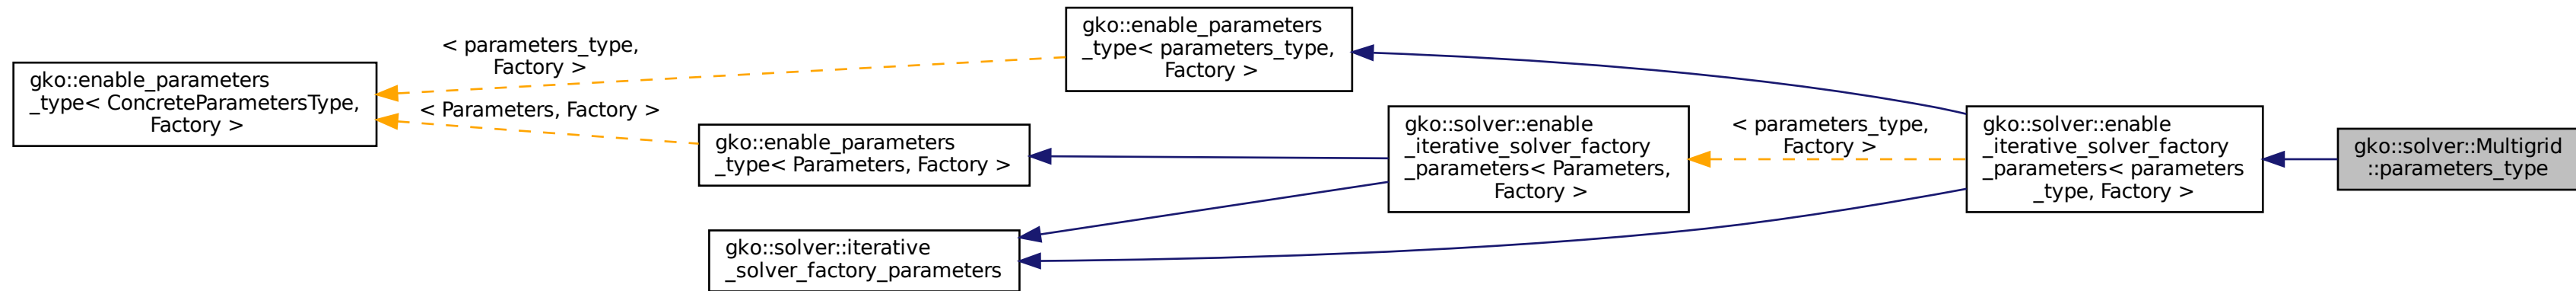 gko::enable_parameters
_type< ConcreteParametersType,
Factory >
< parameters_type,
Factory >
< Parameters, Factory >
gko::enable_parameters
_type< parameters_type,
Factory >
gko::enable_parameters
_type< Parameters, Factory >
gko::solver::iterative
_solver_factory_parameters
gko::solver::enable
_iterative_solver_factory
_parameters< Parameters,
Factory >
< parameters_type,
Factory >
gko::solver::enable
_iterative_solver_factory
_parameters< parameters
_type, Factory >
gko::solver::Multigrid
::parameters_type